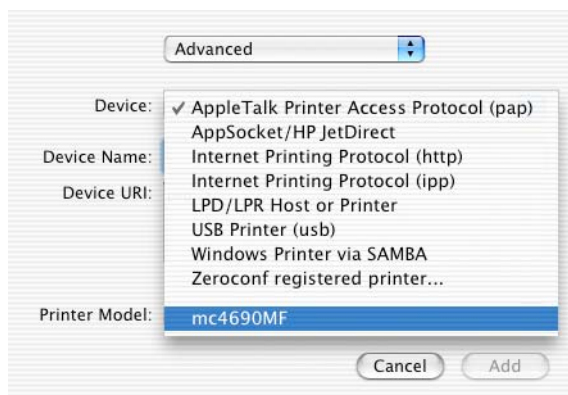 Advanced
Device:
✓ AppleTalk Printer Access Protocol (pap)
AppSocket/HP JetDirect
Device Name:
Internet Printing Protocol (http)
Internet Printing Protocol (ipp)
Device URI:
LPD/LPR Host or Printer
USB Printer (usb)
Windows Printer via SAMBA
Zeroconf registered printer...
Printer Model:
mc4690MF
Cancel
Add